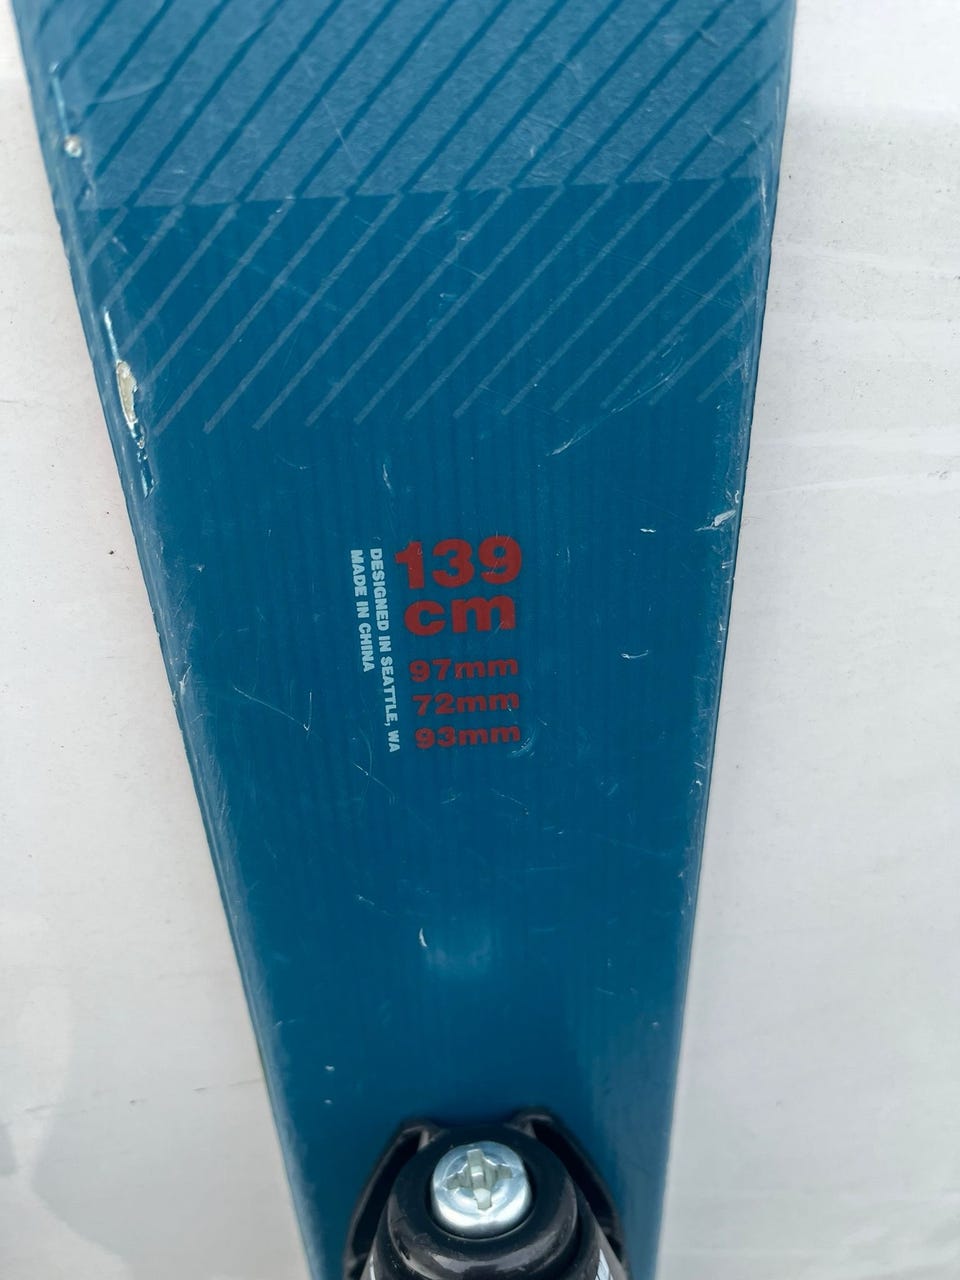 139
cm
97mm
72mm
93mm
DESIGNED IN SEATTLE, WA
MADE IN CHINA